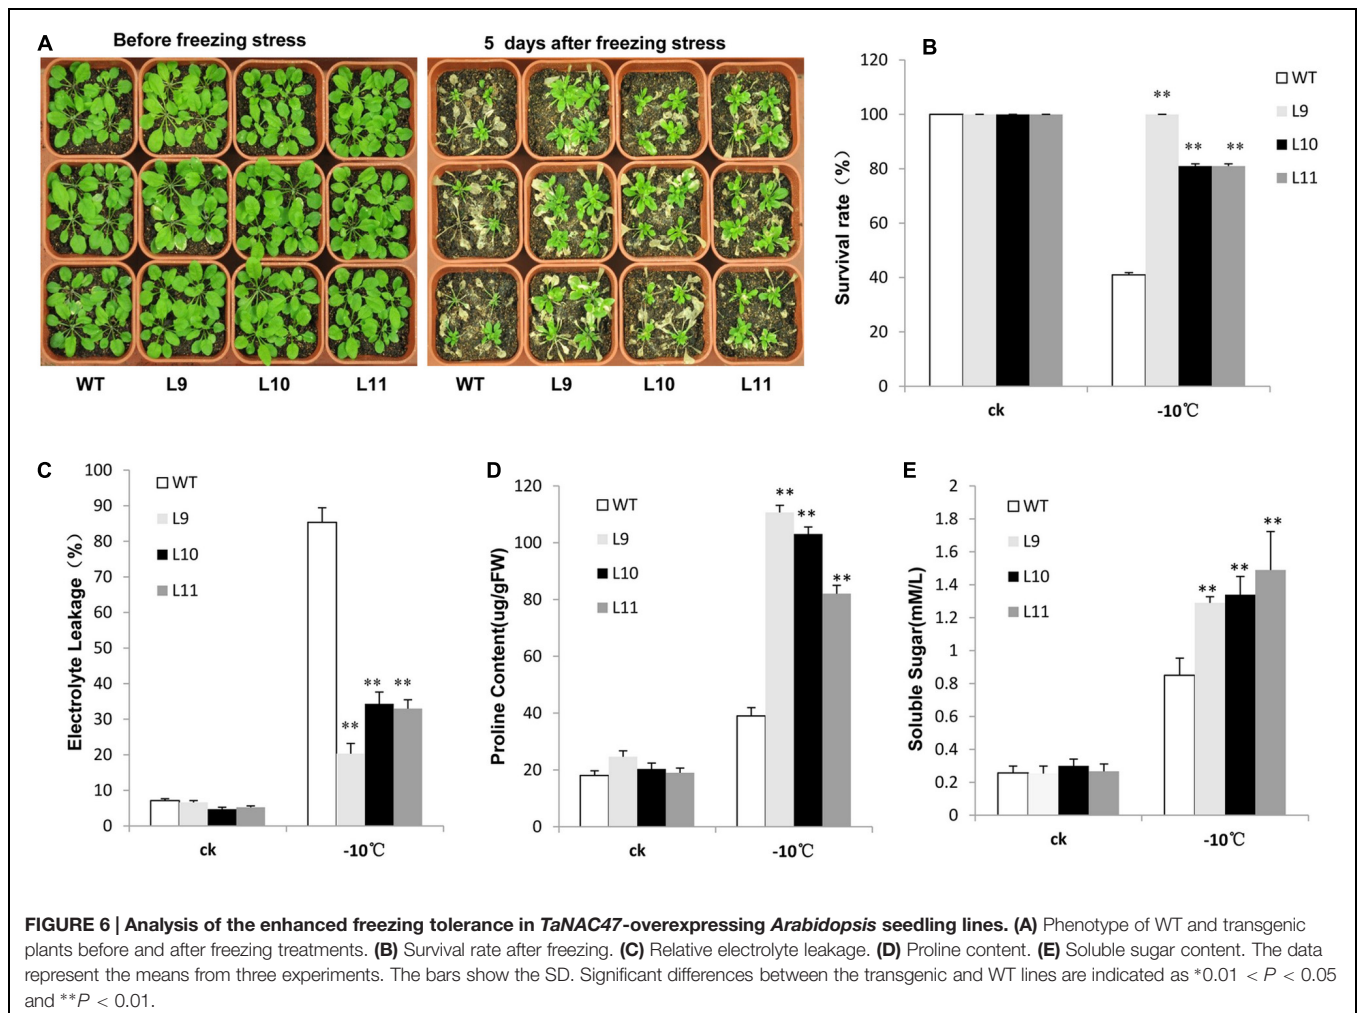 A
Before freezing stress
5 days after freezing stress
WT L9 L10 L11
WT L9 L10 L11
B
Survival rate（%）
120
100
80
60
40
20
0
**
** **
ck
-10℃
WT
L9
L10
L11
C
Electrolyte Leakage（%）
100
90
80
70
60
50
40
30
20
10
0
WT
L9
L10
L11
**
** **
ck
-10℃
D
Proline Content(ug/gFW)
120
100
80
60
40
20
0
WT
L9
L10
L11
**
**
**
ck
-10℃
E
Soluble Sugar(mM/L)
2
1.8
1.6
1.4
1.2
1
0.8
0.6
0.4
0.2
0
WT
L9
L10
L11
**
**
**
ck
-10℃
FIGURE 6 | Analysis of the enhanced freezing tolerance in TaNAC47-overexpressing Arabidopsis seedling lines. (A) Phenotype of WT and transgenic
plants before and after freezing treatments. (B) Survival rate after freezing. (C) Relative electrolyte leakage. (D) Proline content. (E) Soluble sugar content. The data
represent the means from three experiments. The bars show the SD. Significant differences between the transgenic and WT lines are indicated as *0.01 < P < 0.05
and **P < 0.01.